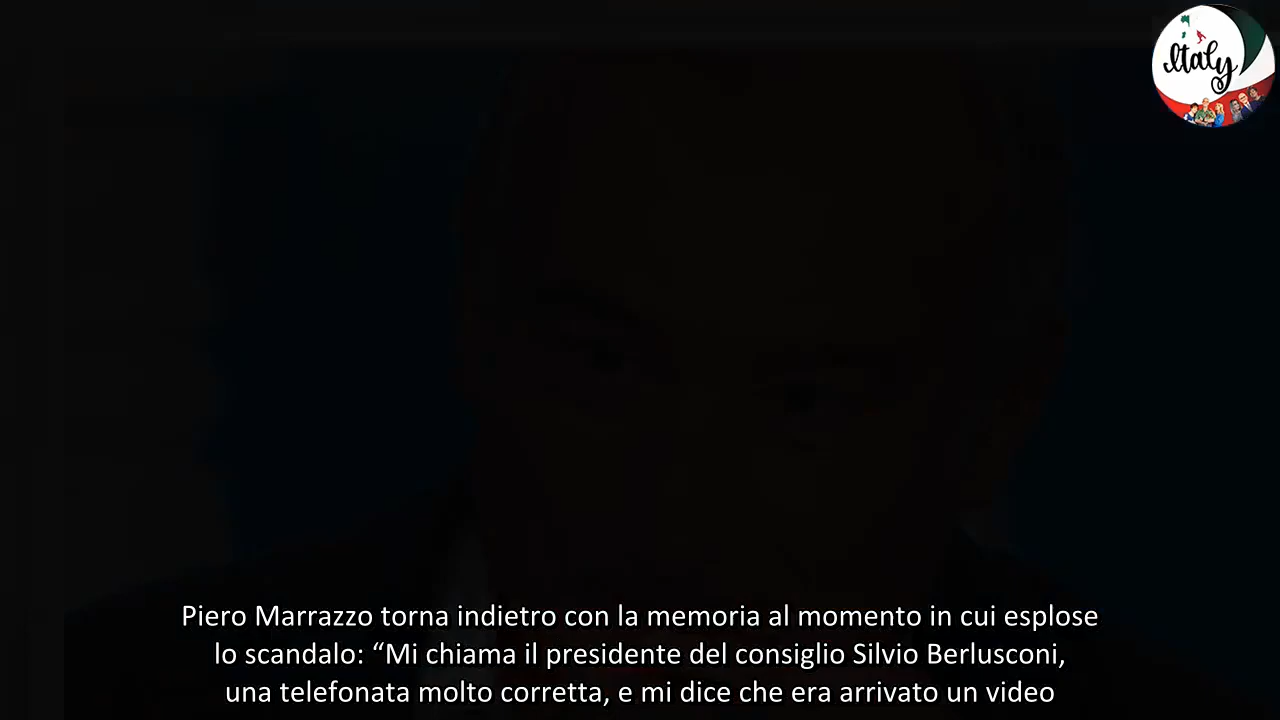 Italy
Piero Marrazzo torna indietro con la memoria al momento in cui esplose
lo scandalo: “Mi chiama il presidente del consiglio Silvio Berlusconi,
una telefonata molto corretta, e mi dice che era arrivato un video